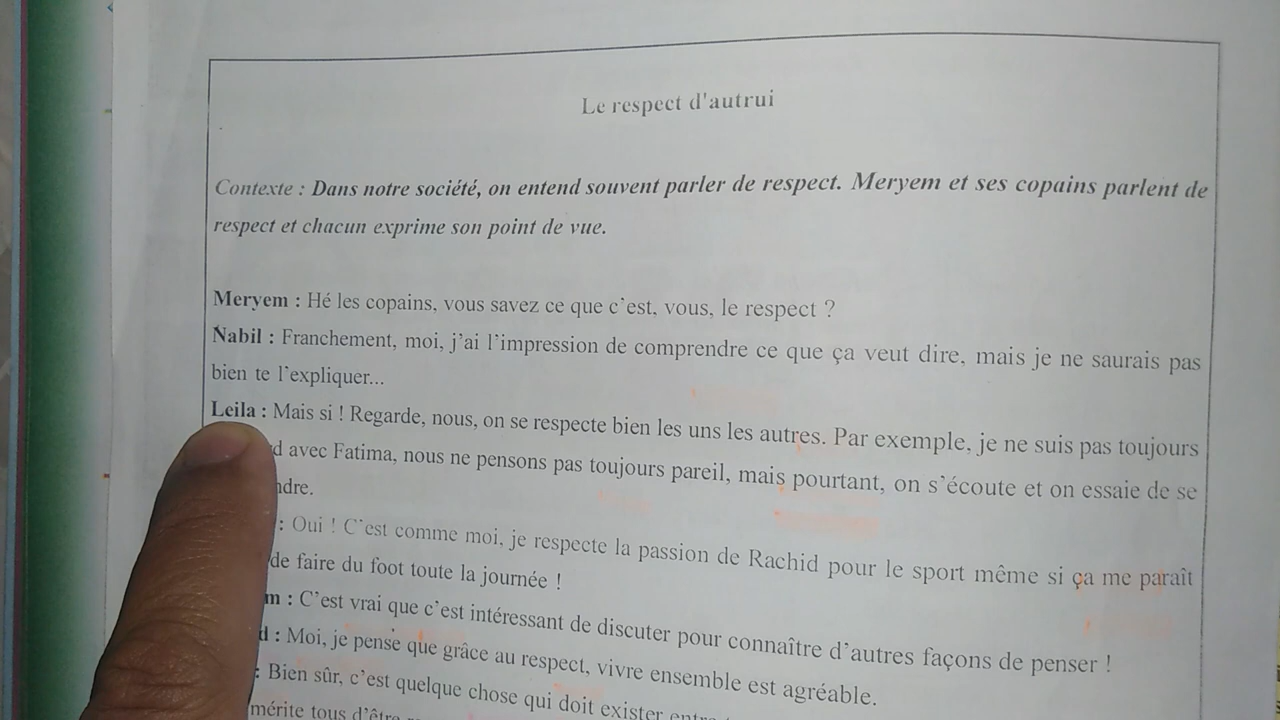 Le respect d'autrui
Contexte : Dans notre société, on entend souvent parler de respect. Meryem et ses copains parlent de
respect et chacun exprime son point de vue.
Meryem : Hé les copains, vous savez ce que c'est, vous, le respect ?
Nabil : Franchement, moi, j'ai l'impression de comprendre ce que ça veut dire, mais je ne saurais pas
bien te l'expliquer...
Leila : Mais si ! Regarde, nous, on se respecte bien les uns les autres. Par exemple, je ne suis pas toujours
avec Fatima, nous ne pensons pas toujours pareil, mais pourtant, on s'écoute et on essaie de se
: Oui ! C'est comme moi, je respecte la passion de Rachid pour le sport même si ça me paraît
de faire du foot toute la journée !
: C'est vrai que c'est intéressant de discuter pour connaître d'autres façons de penser !
: Moi, je pense que grâce au respect, vivre ensemble est agréable.
: Bien sûr, c'est quelque chose qui doit exister
mérite tous d'être